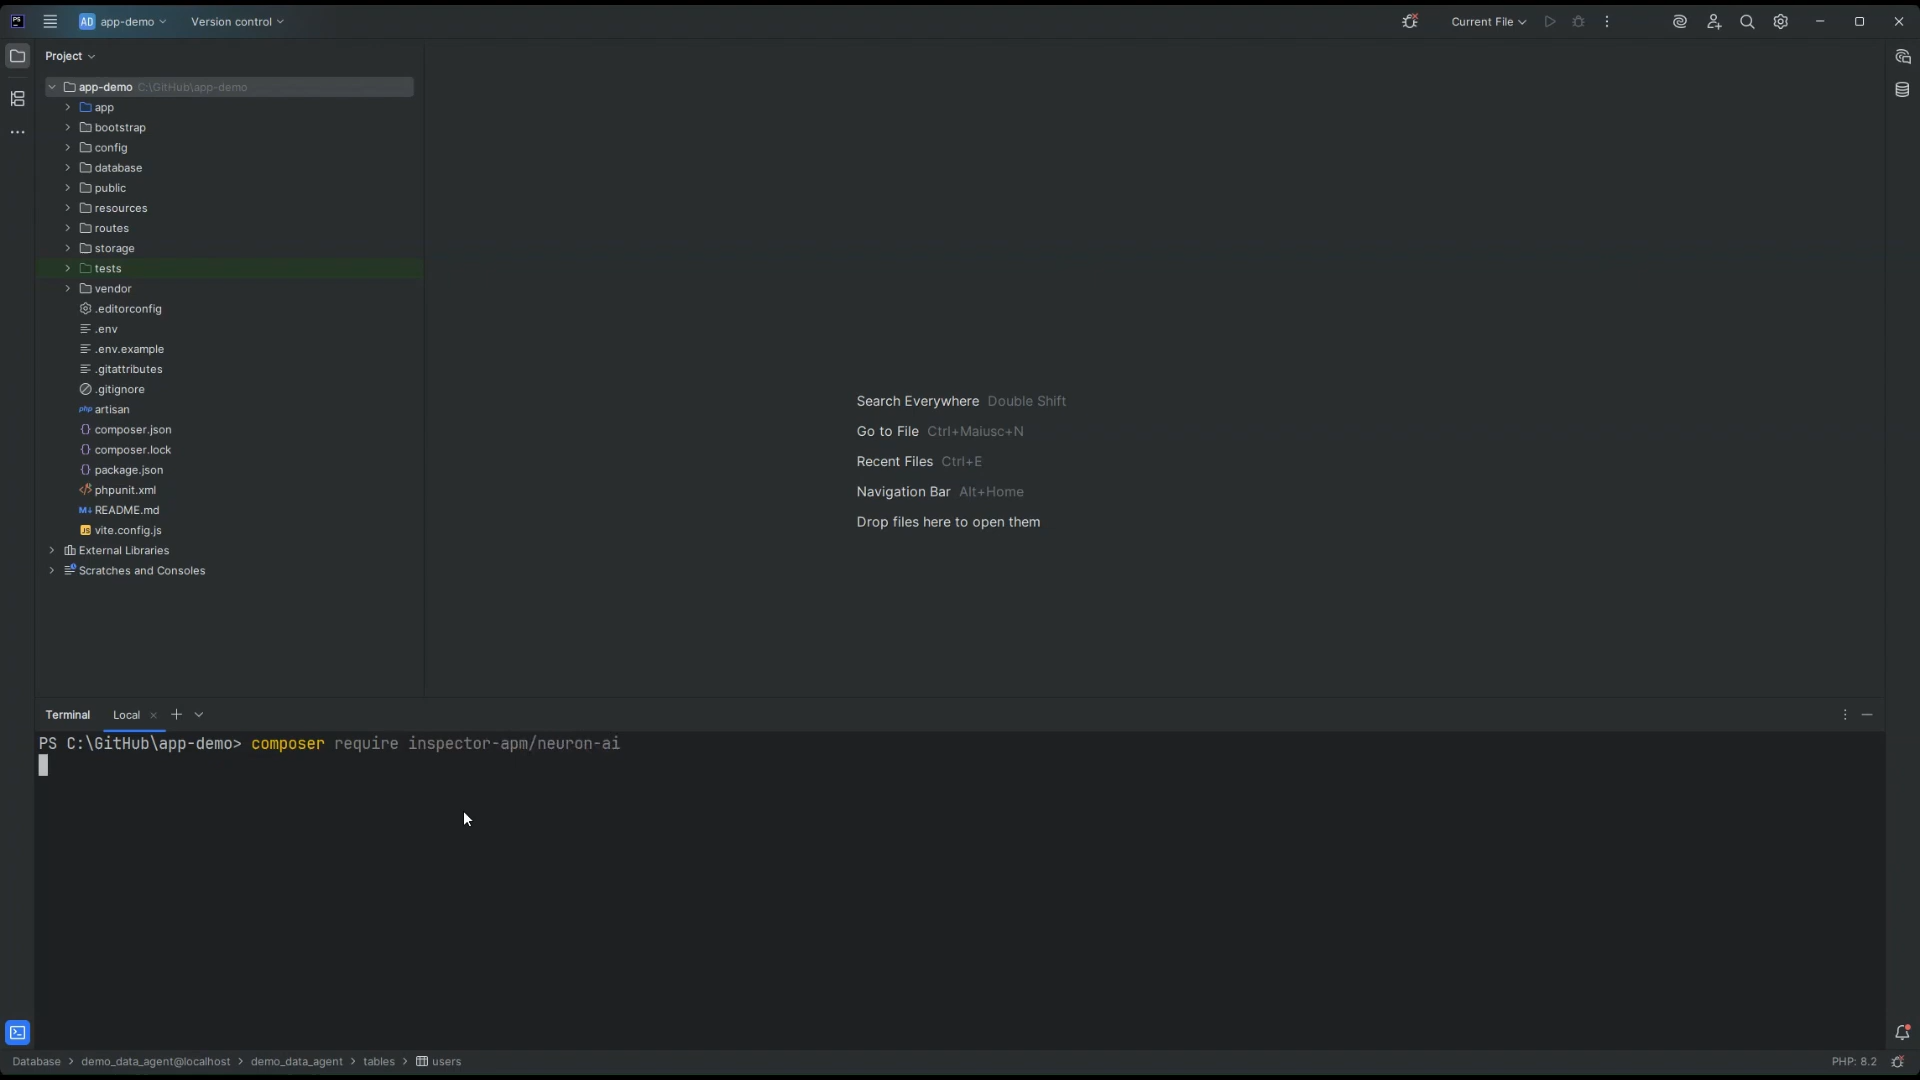 PS
AD app-demo
Version control
Current File
Project
app-demo C:\GitHub\app-demo
app
bootstrap
config
database
public
resources
routes
storage
tests
vendor
.editorconfig
.env
.env.example
.gitattributes
.gitignore
php artisan
{} composer.json
{} composer.lock
{} package.json
</> phpunit.xml
M↓ README.md
JS vite.config.js
External Libraries
Scratches and Consoles
Search Everywhere Double Shift
Go to File Ctrl+Maiusc+N
Recent Files Ctrl+E
Navigation Bar Alt+Home
Drop files here to open them
Terminal
Local
PS C:\GitHub\app-demo> composer require inspector-apm/neuron-ai
Database > demo_data_agent@localhost > demo_data_agent > tables > users
PHP: 8.2